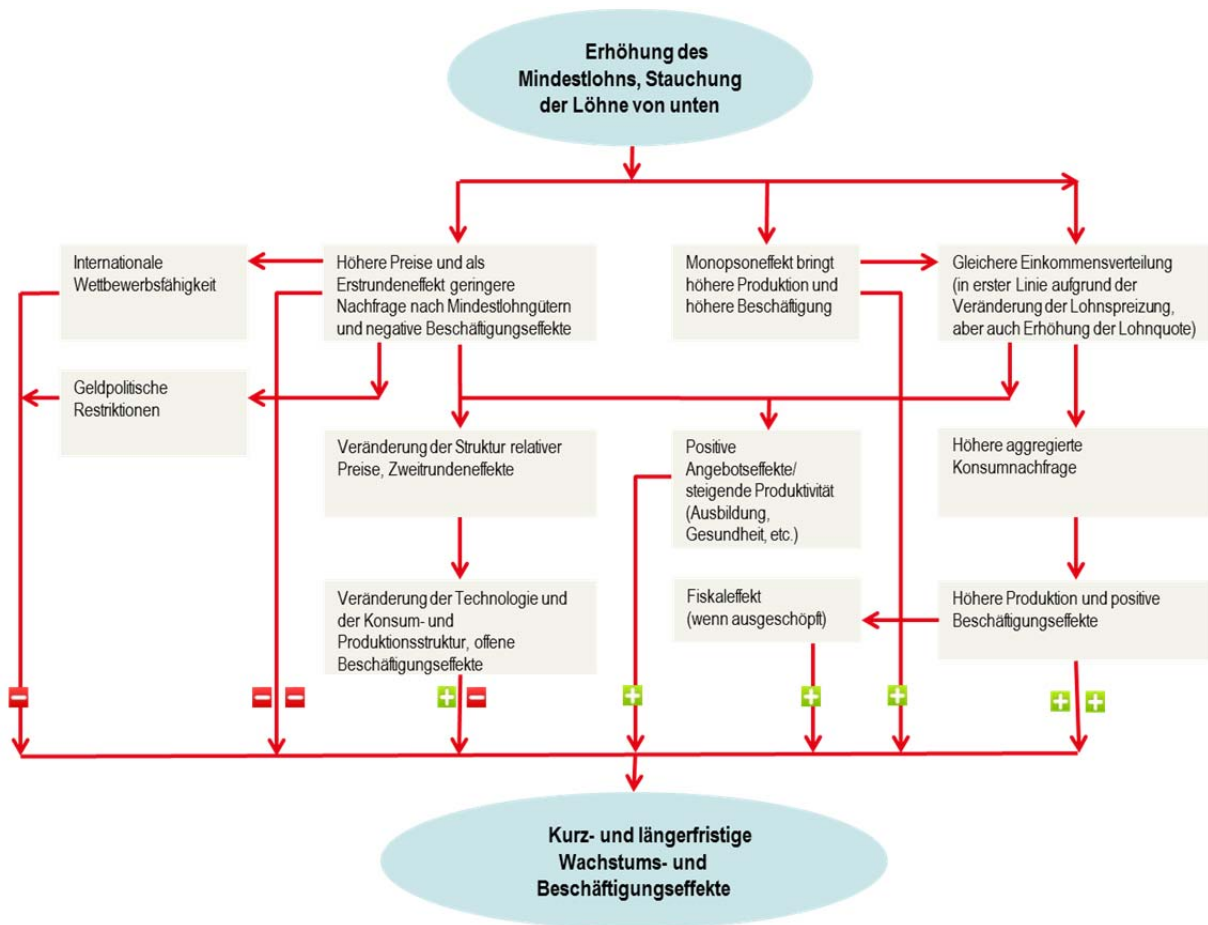 Erhöhung des
Mindestlohns, Stauchung
der Löhne von unten
Internationale
Wettbewerbsfähigkeit
Höhere Preise und als
Erstrundeneffekt geringere
Nachfrage nach Mindestlohngütern
und negative Beschäftigungseffekte
Monopsoneffekt bringt
höhere Produktion und
höhere Beschäftigung
Gleichere Einkommensverteilung
(in erster Linie aufgrund der
Veränderung der Lohnspreizung,
aber auch Erhöhung der Lohnquote)
Geldpolitische
Restriktionen
Veränderung der Struktur relativer
Preise, Zweitrundeneffekte
Positive
Angebotseffekte/
steigende Produktivität
(Ausbildung,
Gesundheit, etc.)
Höhere aggregierte
Konsumnachfrage
Veränderung der Technologie und
der Konsum- und
Produktionsstruktur, offene
Beschäftigungseffekte
Fiskaleffekt
(wenn ausgeschöpft)
Höhere Produktion und positive
Beschäftigungseffekte
Kurz- und längerfristige
Wachstums- und
Beschäftigungseffekte